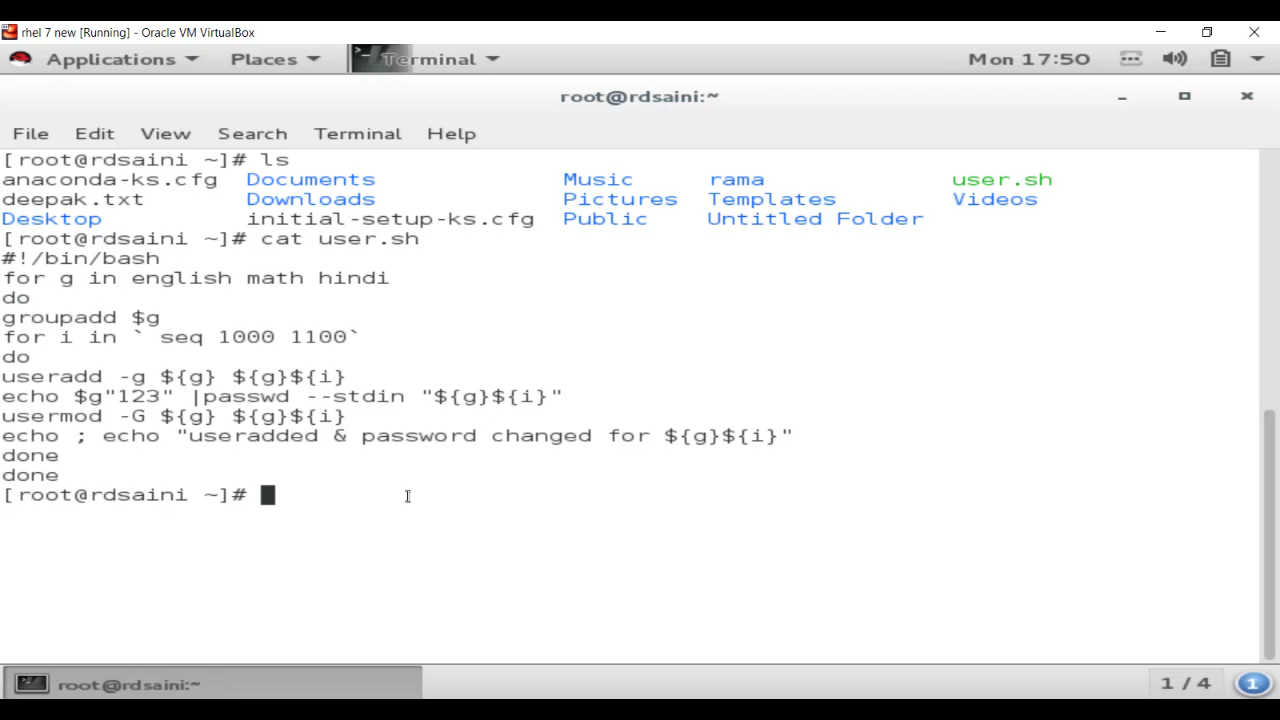 rhel 7 new [Running] - Oracle VM VirtualBox
Applications Places Terminal Mon 17:50
root@rdsaini:~
File Edit View Search Terminal Help
[root@rdsaini ~]# ls
anaconda-ks.cfg Documents Music rama user.sh
deepak.txt Downloads Pictures Templates Videos
Desktop initial-setup-ks.cfg Public Untitled Folder
[root@rdsaini ~]# cat user.sh
#!/bin/bash
for g in english math hindi
do
groupadd $g
for i in ` seq 1000 1100`
do
useradd -g ${g} ${g}${i}
echo $g"123" |passwd --stdin "${g}${i}"
usermod -G ${g} ${g}${i}
echo ; echo "useradded & password changed for ${g}${i}"
done
done
[root@rdsaini ~]#
root@rdsaini:~ 1 / 4 1